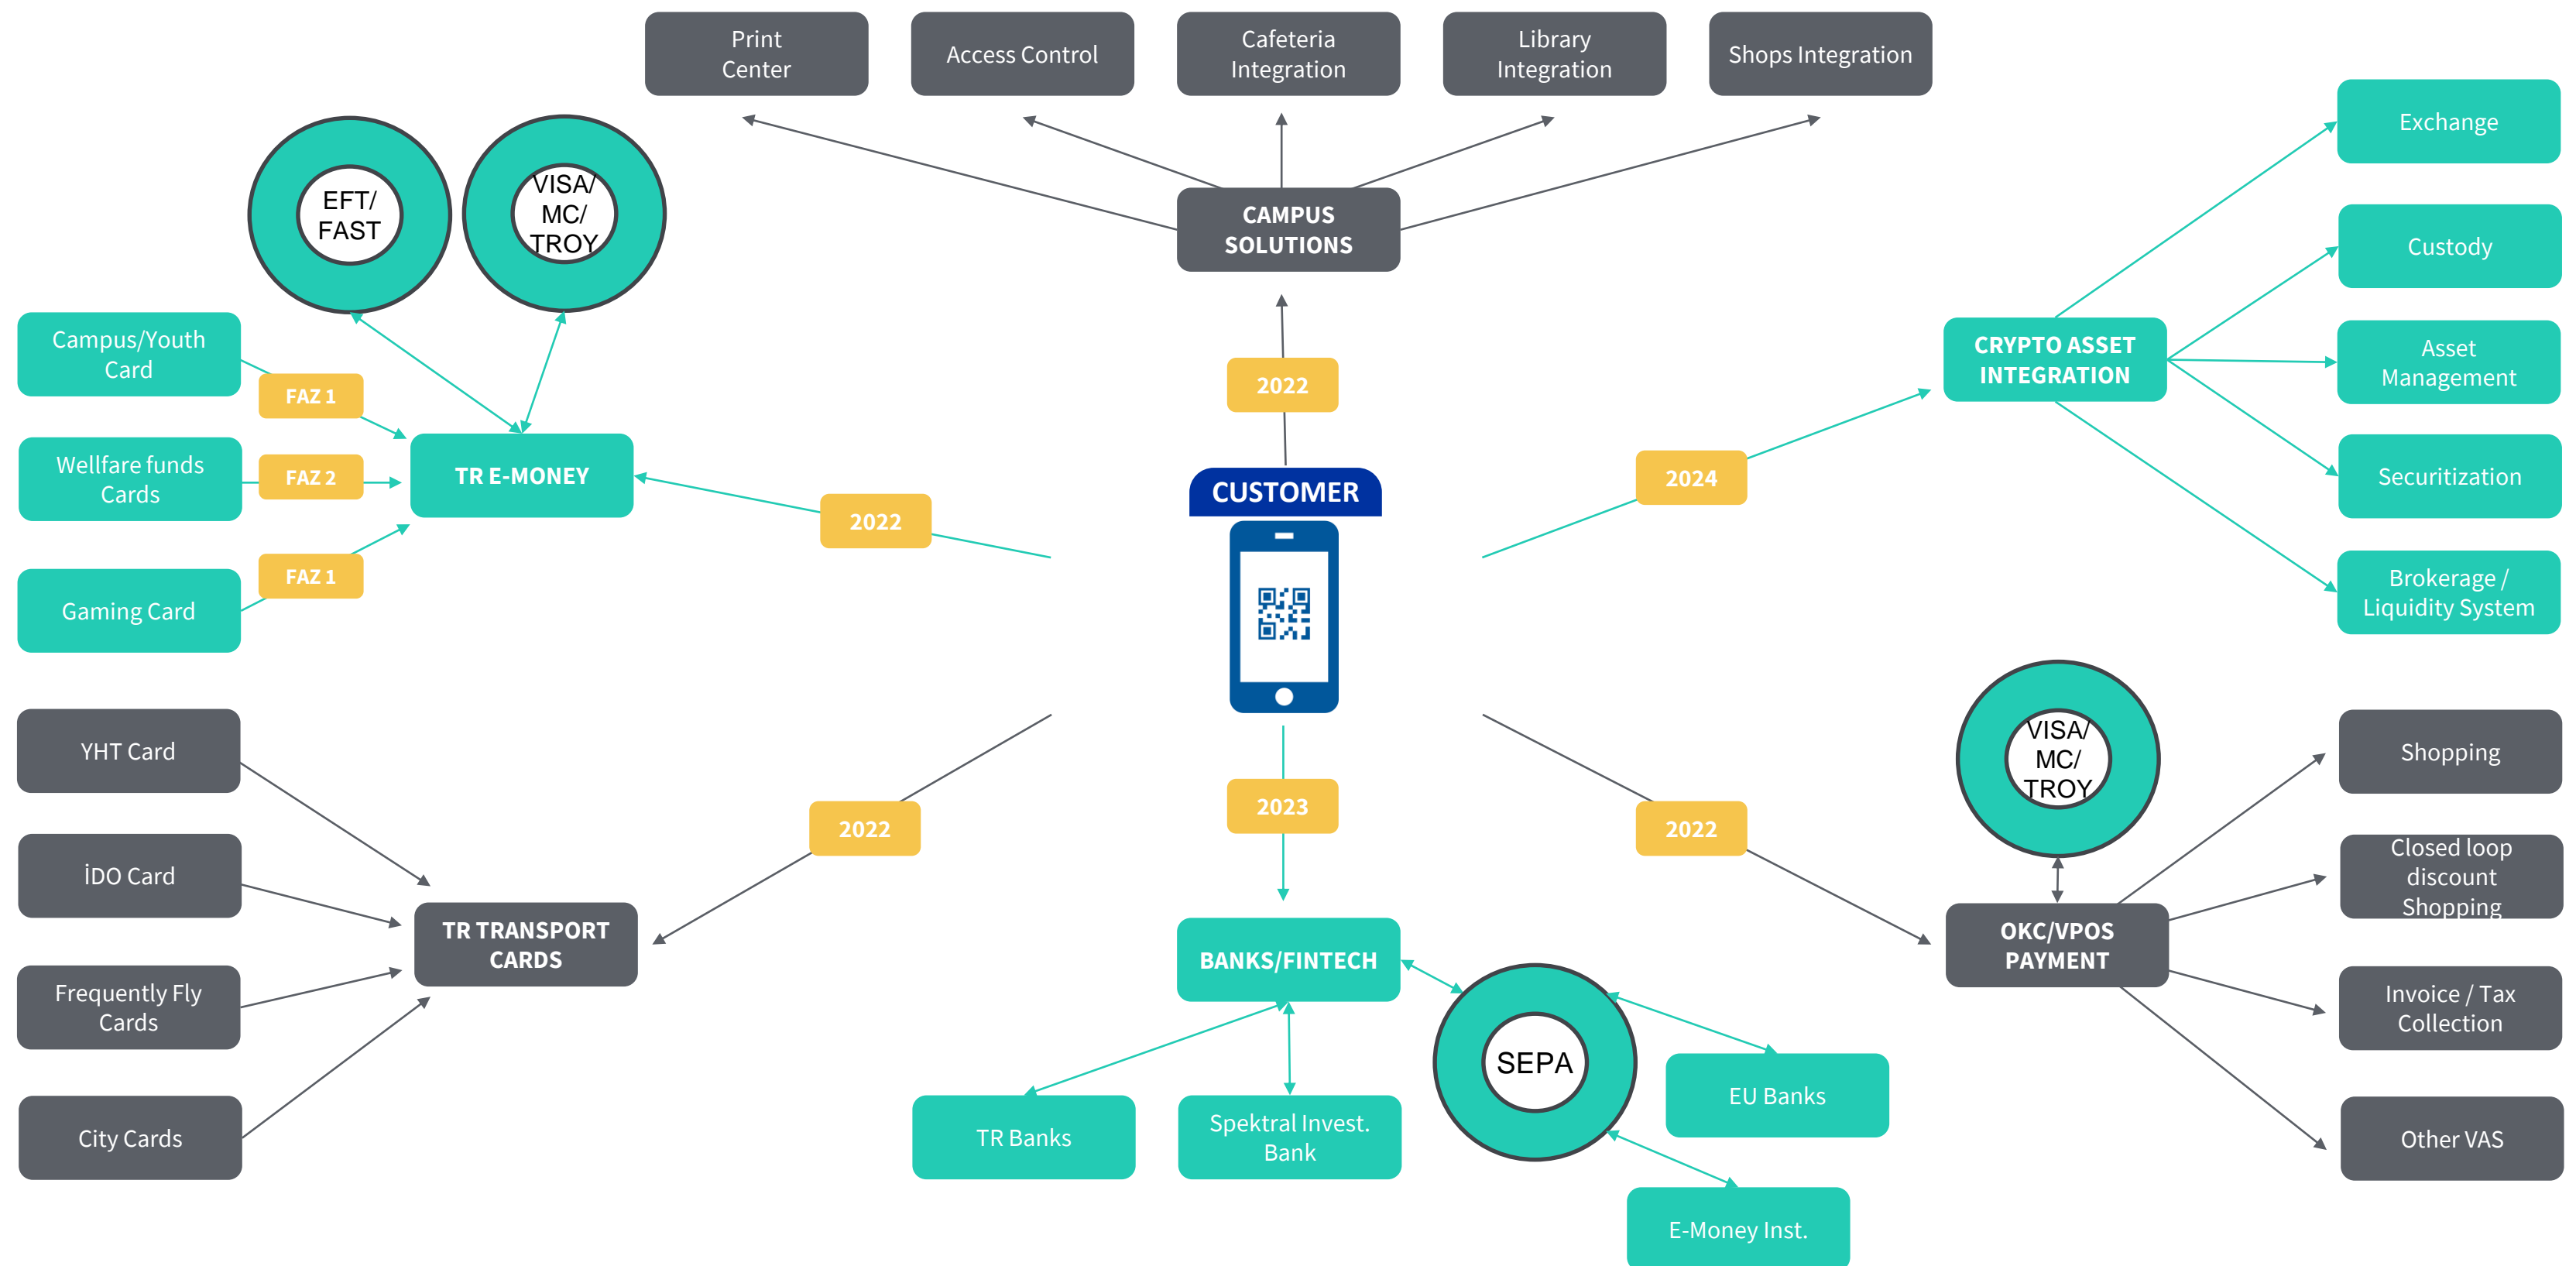 Print
Center
Access Control
Cafeteria
Integration
Library
Integration
Shops Integration
CAMPUS
SOLUTIONS
2022
CUSTOMER
EFT/
FAST
VISA/
MC/
TROY
Campus/Youth
Card
FAZ 1
Wellfare funds
Cards
FAZ 2
Gaming Card
FAZ 1
TR E-MONEY
2022
2024
CRYPTO ASSET
INTEGRATION
Exchange
Custody
Asset
Management
Securitization
Brokerage /
Liquidity System
YHT Card
İDO Card
Frequently Fly
Cards
City Cards
TR TRANSPORT
CARDS
2022
2023
BANKS/FINTECH
TR Banks
Spektral Invest.
Bank
SEPA
EU Banks
E-Money Inst.
2022
VISA/
MC/
TROY
OKC/VPOS
PAYMENT
Shopping
Closed loop
discount
Shopping
Invoice / Tax
Collection
Other VAS